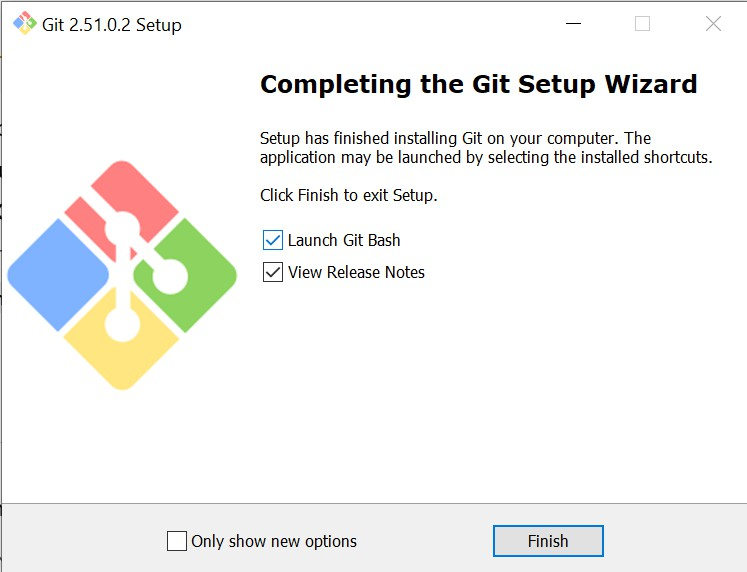 Git 2.51.0.2 Setup
Completing the Git Setup Wizard
Setup has finished installing Git on your computer. The
application may be launched by selecting the installed shortcuts.
Click Finish to exit Setup.
Launch Git Bash
View Release Notes
Only show new options
Finish